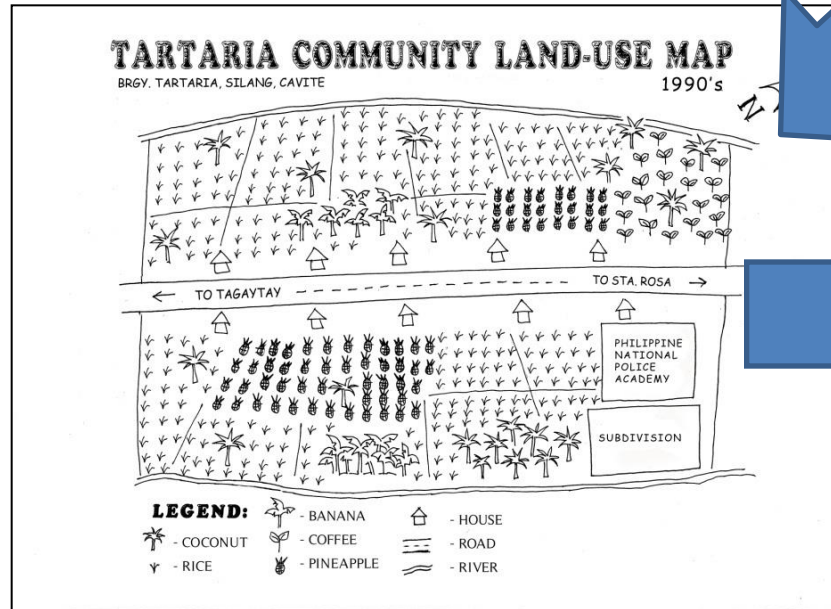 TARTARIA COMMUNITY LAND-USE MAP
BRGY. TARTARIA, SILANG, CAVITE
1990's
N
← TO TAGAYTAY
TO STA. ROSA →
PHILIPPINE
NATIONAL
POLICE
ACADEMY
SUBDIVISION
LEGEND:
- COCONUT
- RICE
- BANANA
- COFFEE
- PINEAPPLE
- HOUSE
- ROAD
- RIVER